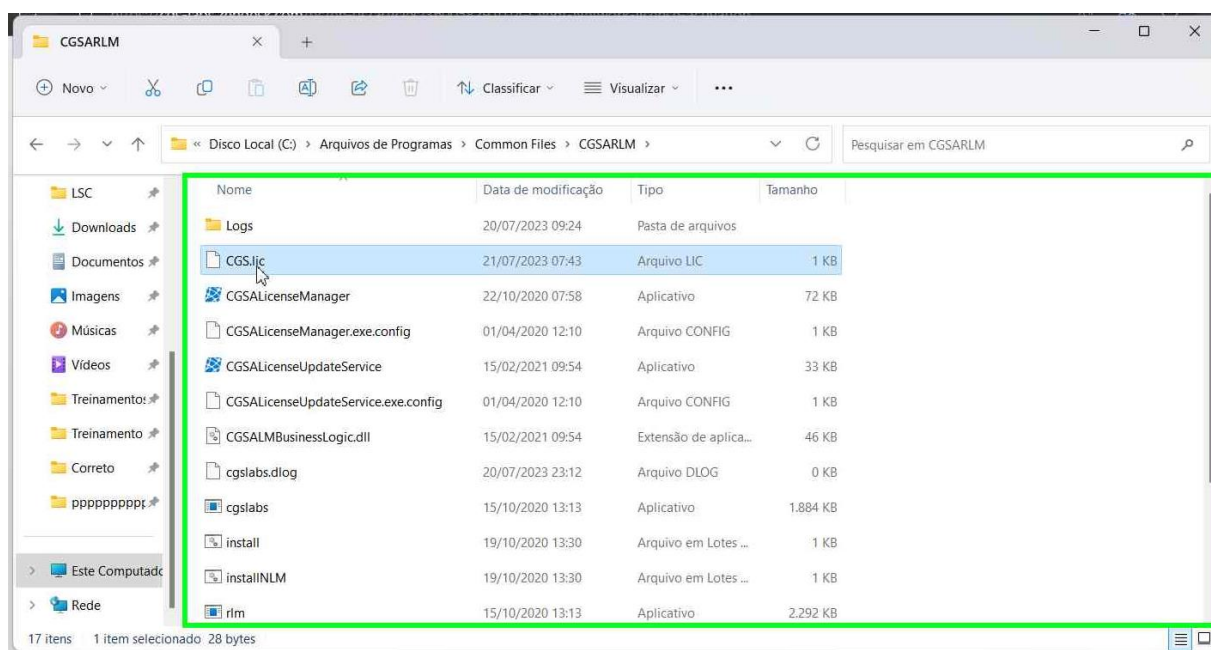 CGSARLM
Novo
Classificar
Visualizar
« Disco Local (C:) > Arquivos de Programas > Common Files > CGSARLM >
Pesquisar em CGSARLM
LSC
Downloads
Documentos
Imagens
Músicas
Vídeos
Treinamento
Correto
Este Computado
Rede
Nome Data de modificação Tipo Tamanho
Logs 20/07/2023 09:24 Pasta de arquivos
CGS.lic 21/07/2023 07:43 Arquivo LIC 1 KB
CGSALicenseManager 22/10/2020 07:58 Aplicativo 72 KB
CGSALicenseManager.exe.config 01/04/2020 12:10 Arquivo CONFIG 1 KB
CGSALicenseUpdateService 15/02/2021 09:54 Aplicativo 33 KB
CGSALicenseUpdateService.exe.config 01/04/2020 12:10 Arquivo CONFIG 1 KB
CGSALMBusinessLogic.dll 15/02/2021 09:54 Extensão de aplica... 46 KB
cgslabs.dlog 20/07/2023 23:12 Arquivo DLOG 0 KB
cgslabs 15/10/2020 13:13 Aplicativo 1.884 KB
install 19/10/2020 13:30 Arquivo em Lotes ... 1 KB
installNLM 19/10/2020 13:30 Arquivo em Lotes ... 1 KB
rlm 15/10/2020 13:13 Aplicativo 2.292 KB
17 itens 1 item selecionado 28 bytes